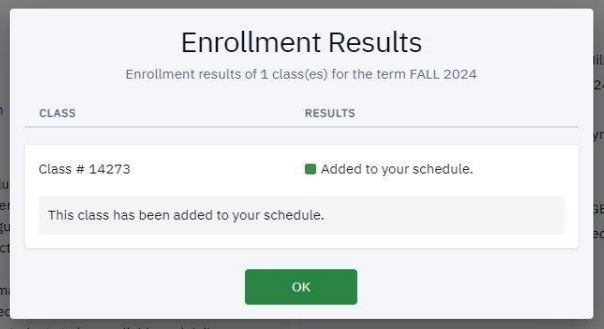 Enrollment Results
Enrollment results of 1 class(es) for the term FALL 2024
CLASS RESULTS
Class # 14273 Added to your schedule.
This class has been added to your schedule.
OK